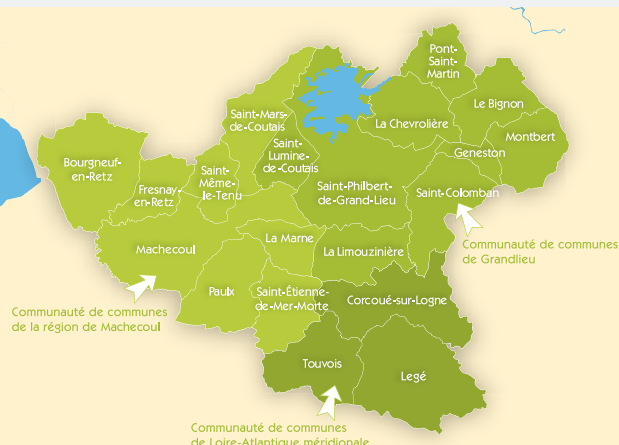 Pont-
Saint-
Martin
Le Bignon
Saint-Mars-
de-Coutais
La Chevrolière
Montbert
Saint-
Lumine-
de-Coutais
Geneston
Bourgneuf-
en-Retz
Fresnay-
en-Retz
Saint-
Même-
le-Tenu
Saint-Philbert-
de-Grand-Lieu
Saint-Colomban
Machecoul
La Marne
La Limouzinière
Communauté de communes
de Grandlieu
Paulx
Saint-Étienne-
de-Mer-Morte
Corcoué-sur-Logne
Communauté de communes
de la région de Machecoul
Touvois
Legé
Communauté de communes
de Loire-Atlantique méridionale